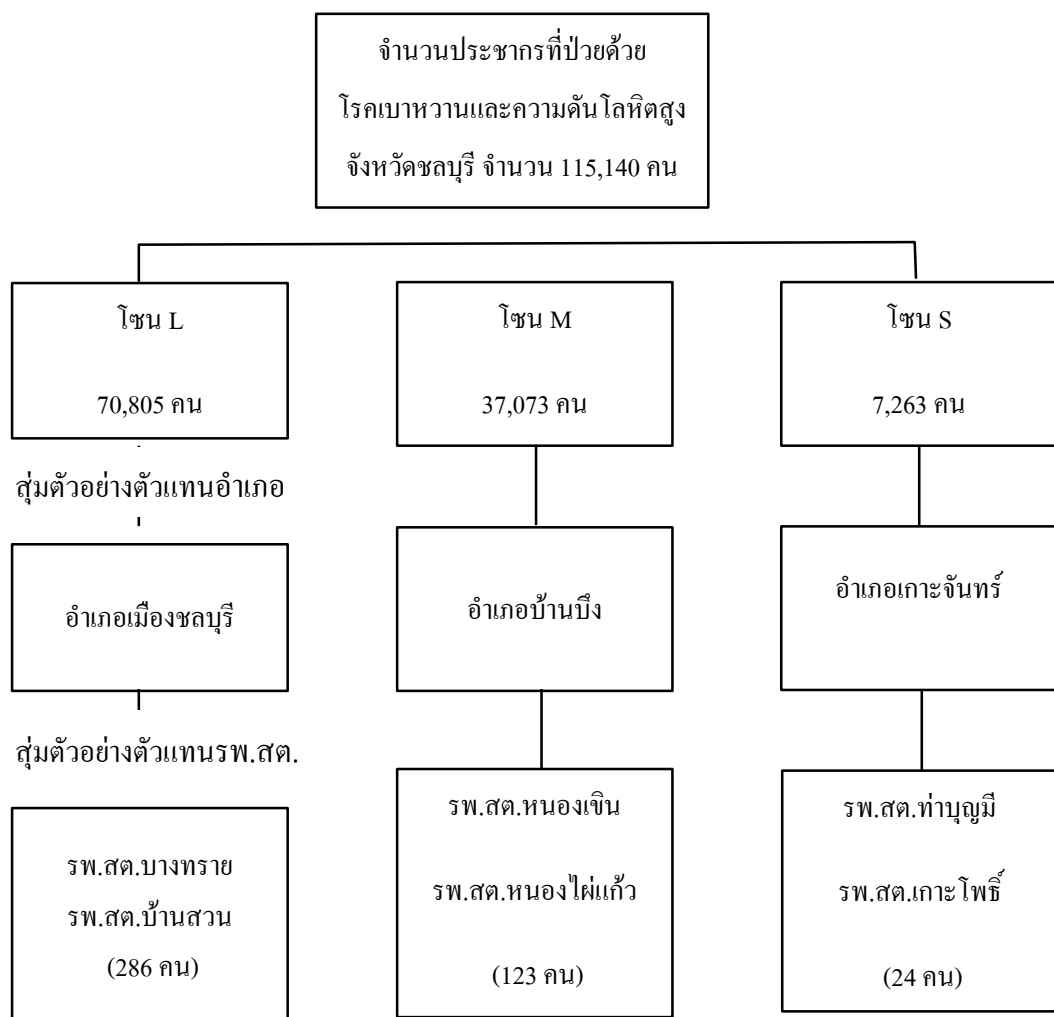 จำนวนประชากรที่ป่วยด้วย
โรคเบาหวานและความดันโลหิตสูง
จังหวัดชลบุรี จำนวน 115,140 คน
โซน L
70,805 คน
โซน M
37,073 คน
โซน S
7,263 คน
สุ่มตัวอย่างตัวแทนอำเภอ
อำเภอเมืองชลบุรี
อำเภอบ้านบึง
อำเภอเกาะจันทร์
สุ่มตัวอย่างตัวแทนรพ.สต.
รพ.สต.บางทราย
รพ.สต.บ้านสวน
(286 คน)
รพ.สต.หนองเขิน
รพ.สต.หนองไผ่แก้ว
(123 คน)
รพ.สต.ท่าบุญมี
รพ.สต.เกาะโพธิ์
(24 คน)